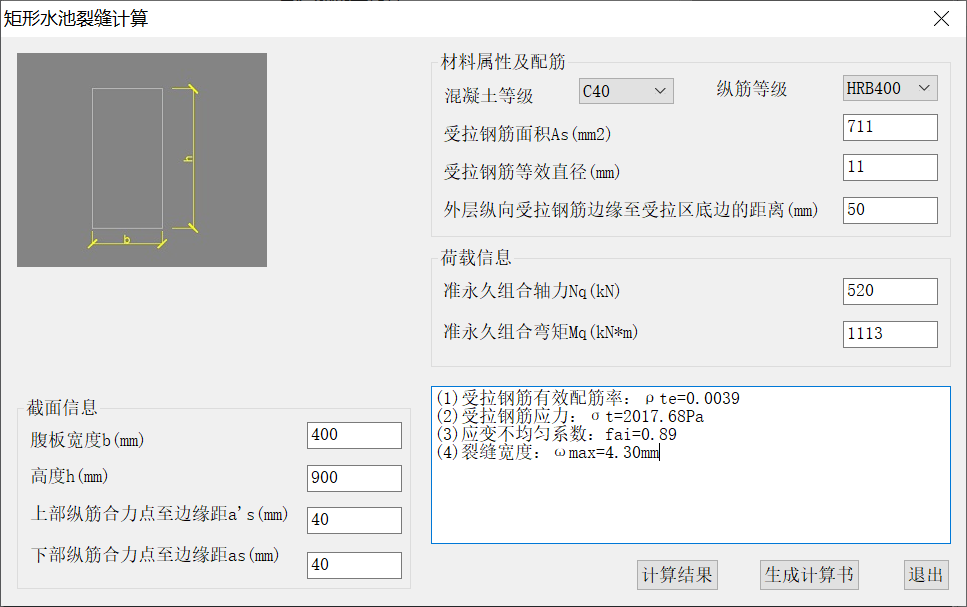 矩形水池裂缝计算
h
b
材料属性及配筋
混凝土等级 C40 纵筋等级 HRB400
受拉钢筋面积As(mm2) 711
受拉钢筋等效直径(mm) 11
外层纵向受拉钢筋边缘至受拉区底边的距离(mm) 50
荷载信息
准永久组合轴力Nq(kN) 520
准永久组合弯矩Mq(kN*m) 1113
截面信息
腹板宽度b(mm) 400
高度h(mm) 900
上部纵筋合力点至边缘距a's(mm) 40
下部纵筋合力点至边缘距as(mm) 40
(1)受拉钢筋有效配筋率：ρte=0.0039
(2)受拉钢筋应力：σt=2017.68Pa
(3)应变不均匀系数：fai=0.89
(4)裂缝宽度：ωmax=4.30mm
计算结果 生成计算书 退出